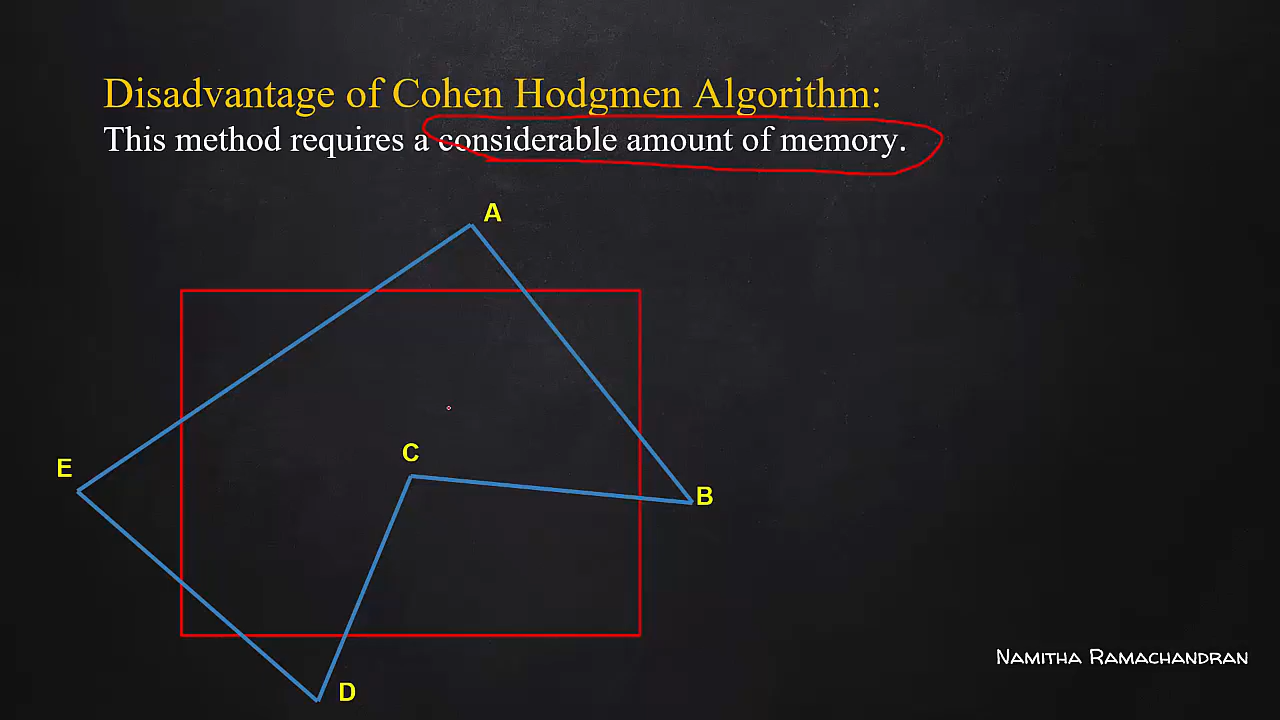 Disadvantage of Cohen Hodgmen Algorithm:
This method requires a considerable amount of memory.
A
C
E
B
D
Namitha Ramachandran